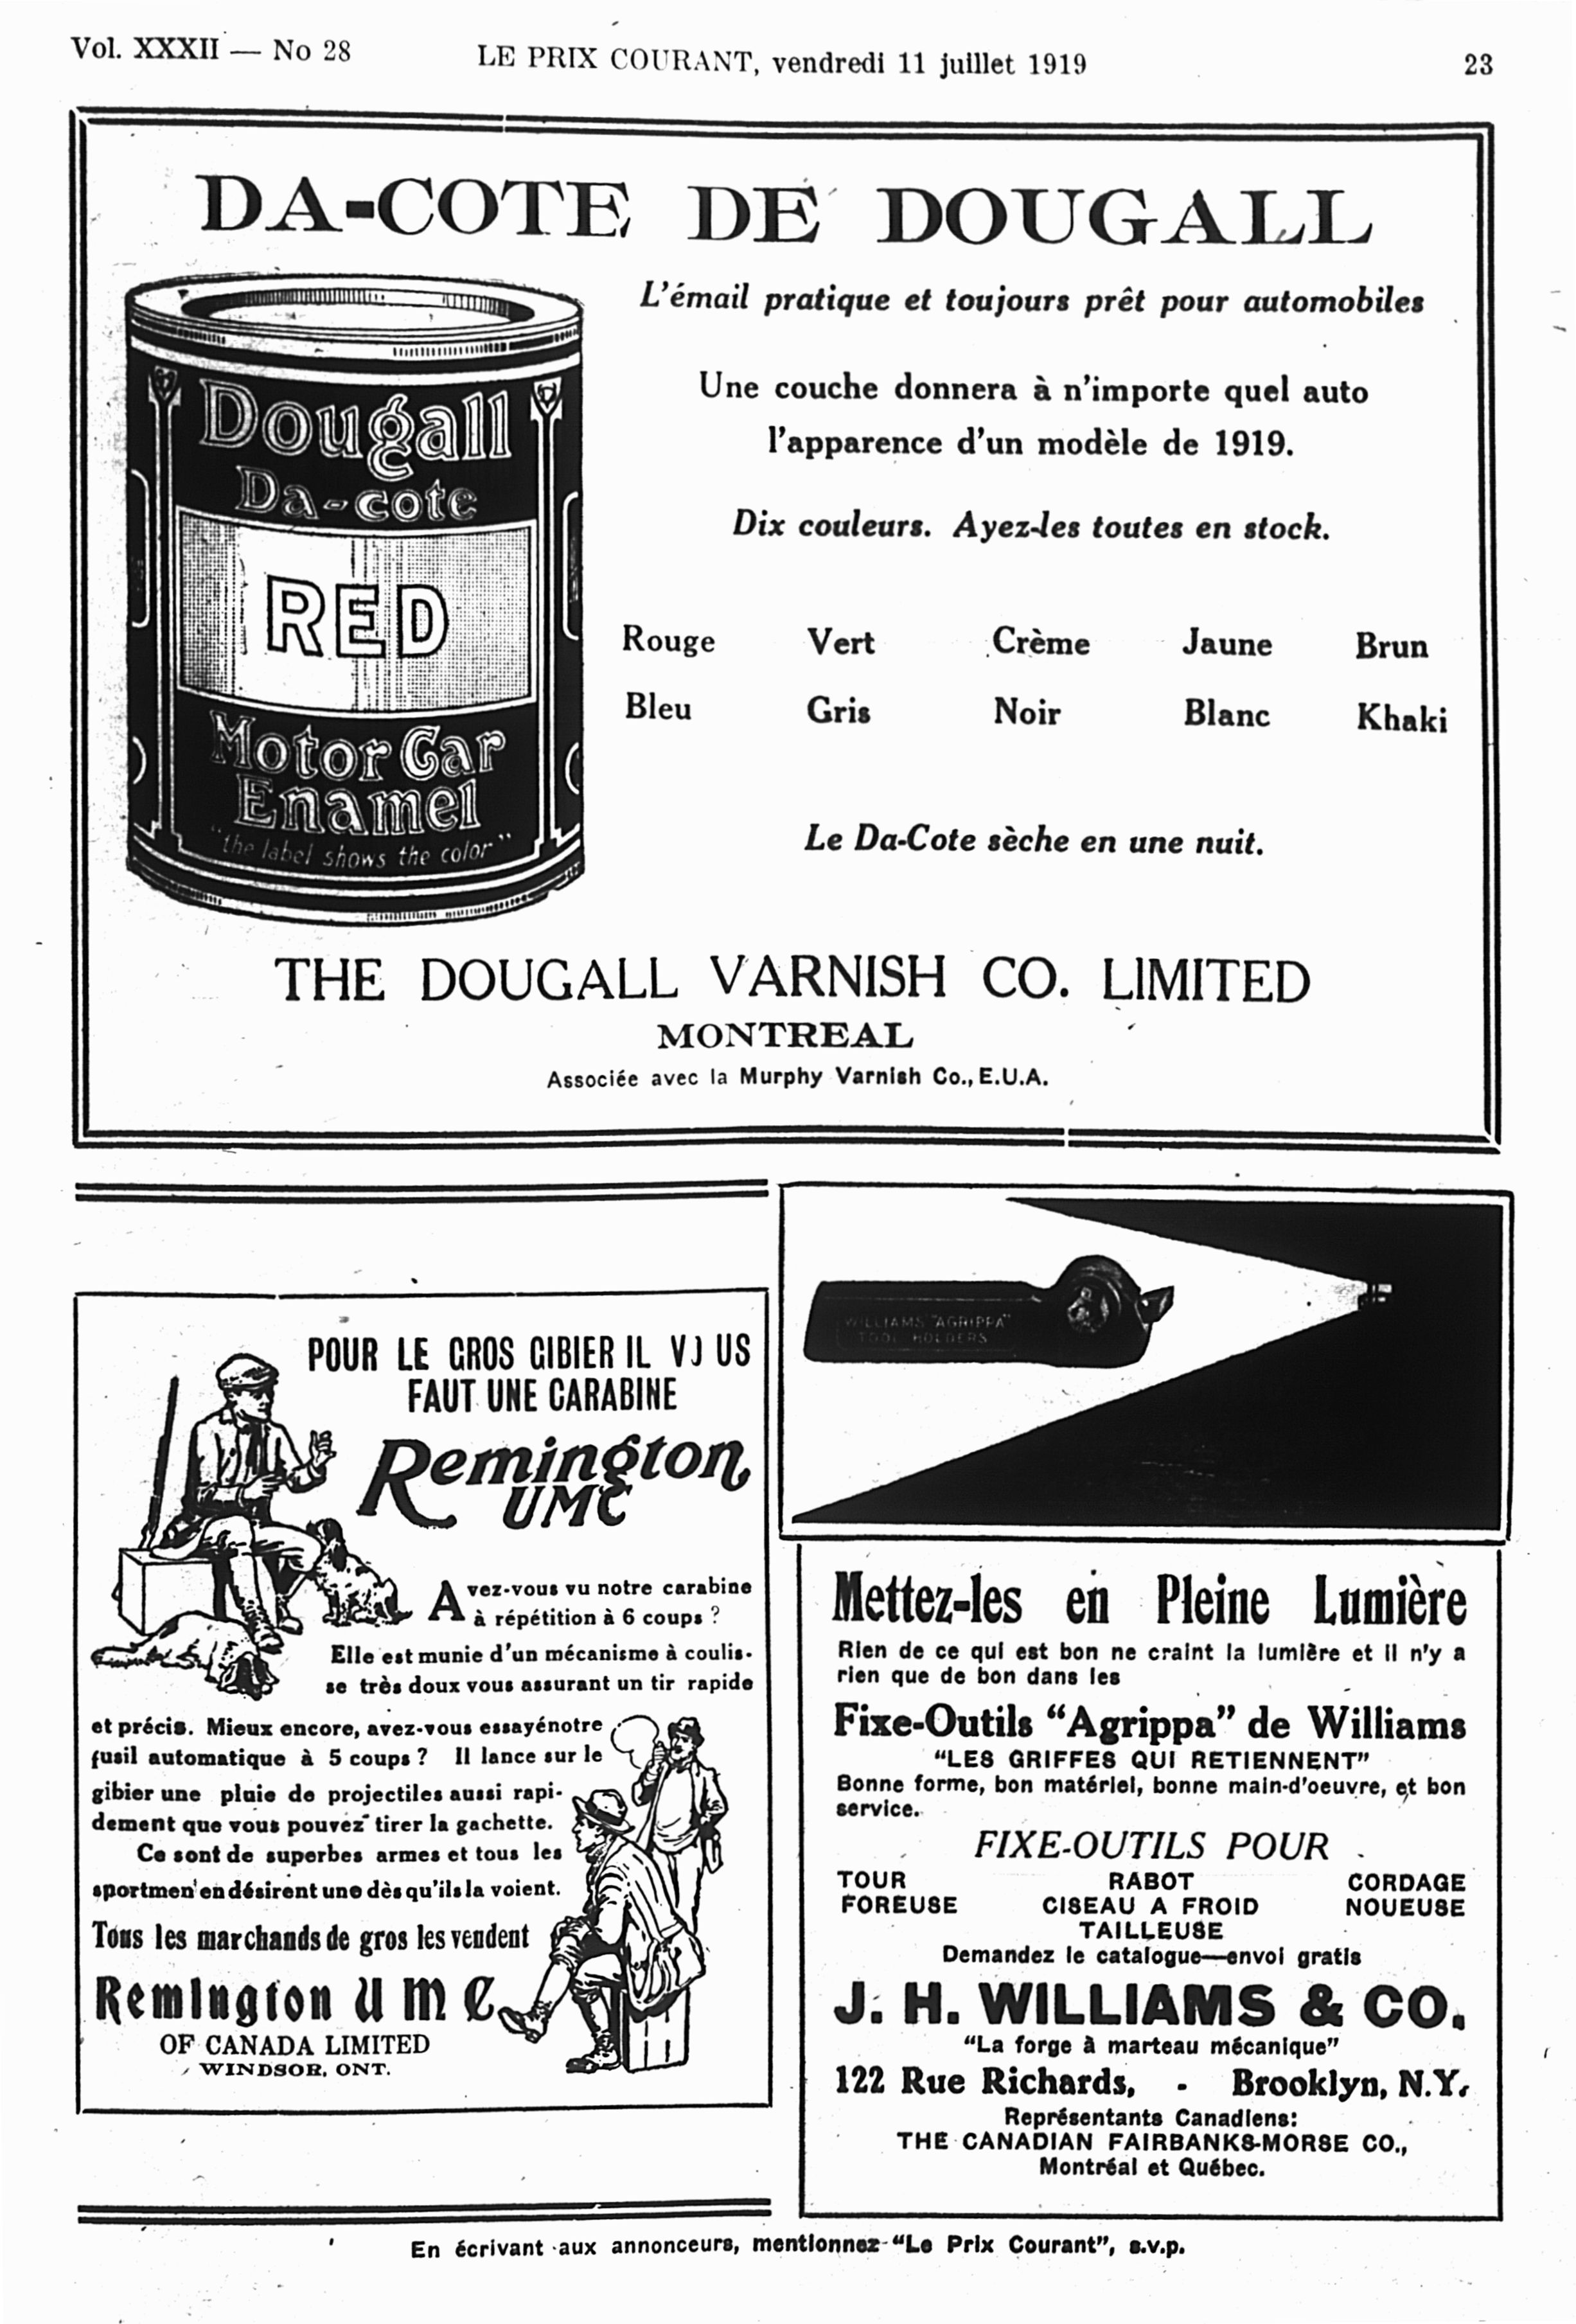 Vol. XXXII — No 28 LE PRIX COURANT, vendredi 11 juillet 1919 23
DA-COTE DE DOUGALL
L'émail pratique et toujours prêt pour automobiles
Une couche donnera à n'importe quel auto
l'apparence d'un modèle de 1919.
Dix couleurs. Ayez-les toutes en stock.
Rouge Vert Crème Jaune Brun
Bleu Gris Noir Blanc Khaki
Le Da-Cote sèche en une nuit.
Dougall
Da-cote
RED
Motor Car
Enamel
"the label shows the color"
THE DOUGALL VARNISH CO. LIMITED
MONTREAL
Associée avec la Murphy Varnish Co., E.U.A.
POUR LE GROS GIBIER IL VOUS
FAUT UNE CARABINE
Remington
UMC
Avez-vous vu notre carabine
à répétition à 6 coups ?
Elle est munie d'un mécanisme à coulis-
se très doux vous assurant un tir rapide
et précis. Mieux encore, avez-vous essayé notre
fusil automatique à 5 coups ? Il lance sur le
gibier une pluie de projectiles aussi rapi-
dement que vous pouvez tirer la gachette.
Ce sont de superbes armes et tous les
sportmen en désirent une dès qu'ils la voient.
Tous les marchands de gros les vendent
Remington UMC
OF CANADA LIMITED
WINDSOR, ONT.
WILLIAMS "AGRIPPA"
TOOL HOLDERS
Mettez-les en Pleine Lumière
Rien de ce qui est bon ne craint la lumière et il n'y a
rien que de bon dans les
Fixe-Outils "Agrippa" de Williams
"LES GRIFFES QUI RETIENNENT"
Bonne forme, bon matériel, bonne main-d'oeuvre, et bon
service.
FIXE-OUTILS POUR
TOUR RABOT CORDAGE
FOREUSE CISEAU A FROID NOUEUSE
TAILLEUSE
Demandez le catalogue—envoi gratis
J. H. WILLIAMS & CO.
"La forge à marteau mécanique"
122 Rue Richards, - Brooklyn, N.Y.
Représentants Canadiens:
THE CANADIAN FAIRBANKS-MORSE CO.,
Montréal et Québec.
En écrivant aux annonceurs, mentionnez "Le Prix Courant", s.v.p.